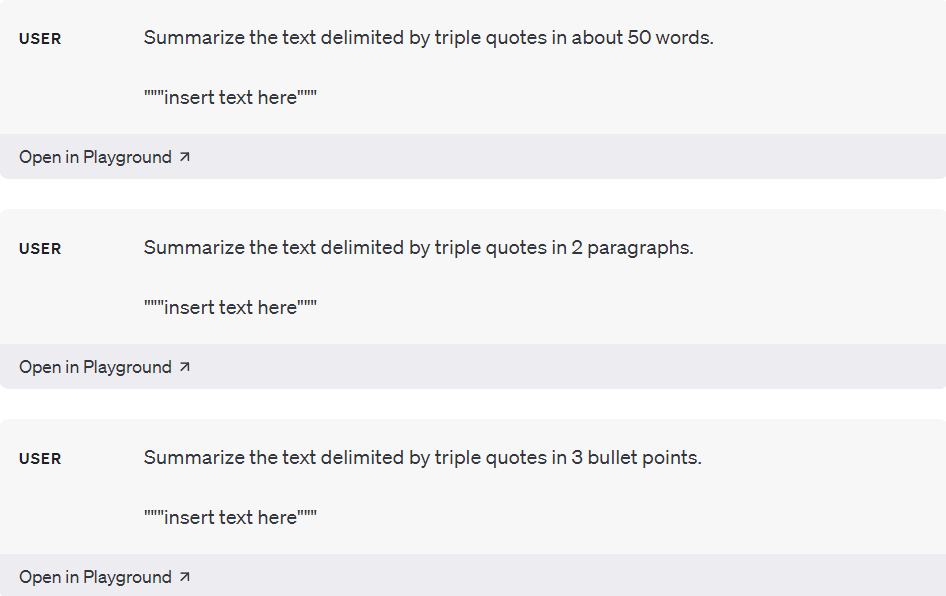 USER Summarize the text delimited by triple quotes in about 50 words.
"""insert text here"""
Open in Playground ↗
USER Summarize the text delimited by triple quotes in 2 paragraphs.
"""insert text here"""
Open in Playground ↗
USER Summarize the text delimited by triple quotes in 3 bullet points.
"""insert text here"""
Open in Playground ↗